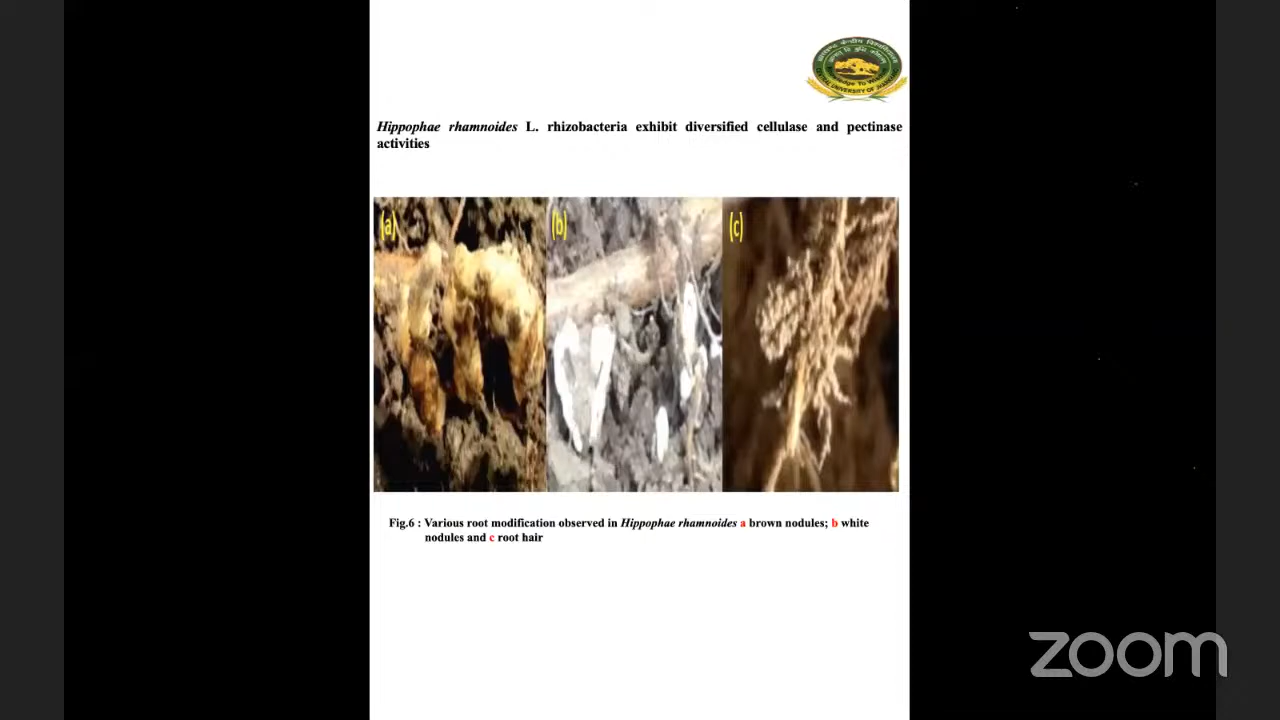 Hippophae rhamnoides L. rhizobacteria exhibit diversified cellulase and pectinase
activities
(a)
(b)
(c)
Fig.6 : Various root modification observed in Hippophae rhamnoides a brown nodules; b white
nodules and c root hair
zoom